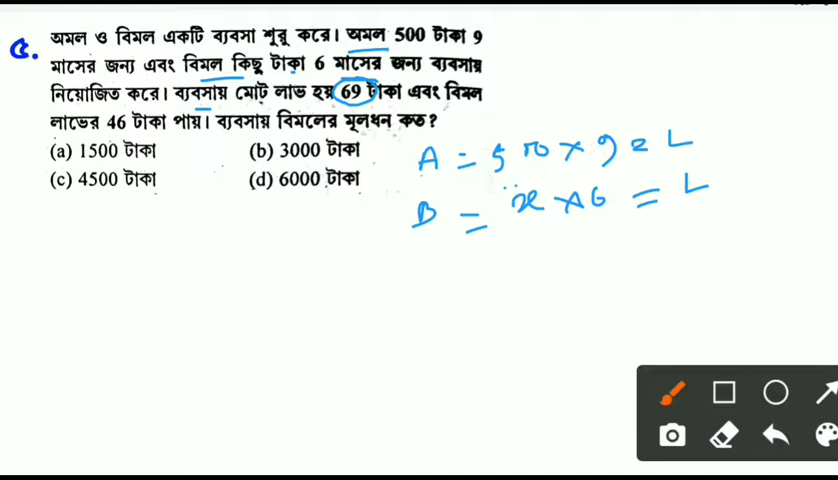 ৫. অমল ও বিমল একটি ব্যবসা শুরু করে। অমল 500 টাকা 9
মাসের জন্য এবং বিমল কিছু টাকা 6 মাসের জন্য ব্যবসায়
নিয়োজিত করে। ব্যবসায় মোট লাভ হয় 69 টাকা এবং বিমল
লাভের 46 টাকা পায়। ব্যবসায় বিমলের মূলধন কত?
(a) 1500 টাকা (b) 3000 টাকা
(c) 4500 টাকা (d) 6000 টাকা
A = 500 × 9 = L
B = x × 6 = L